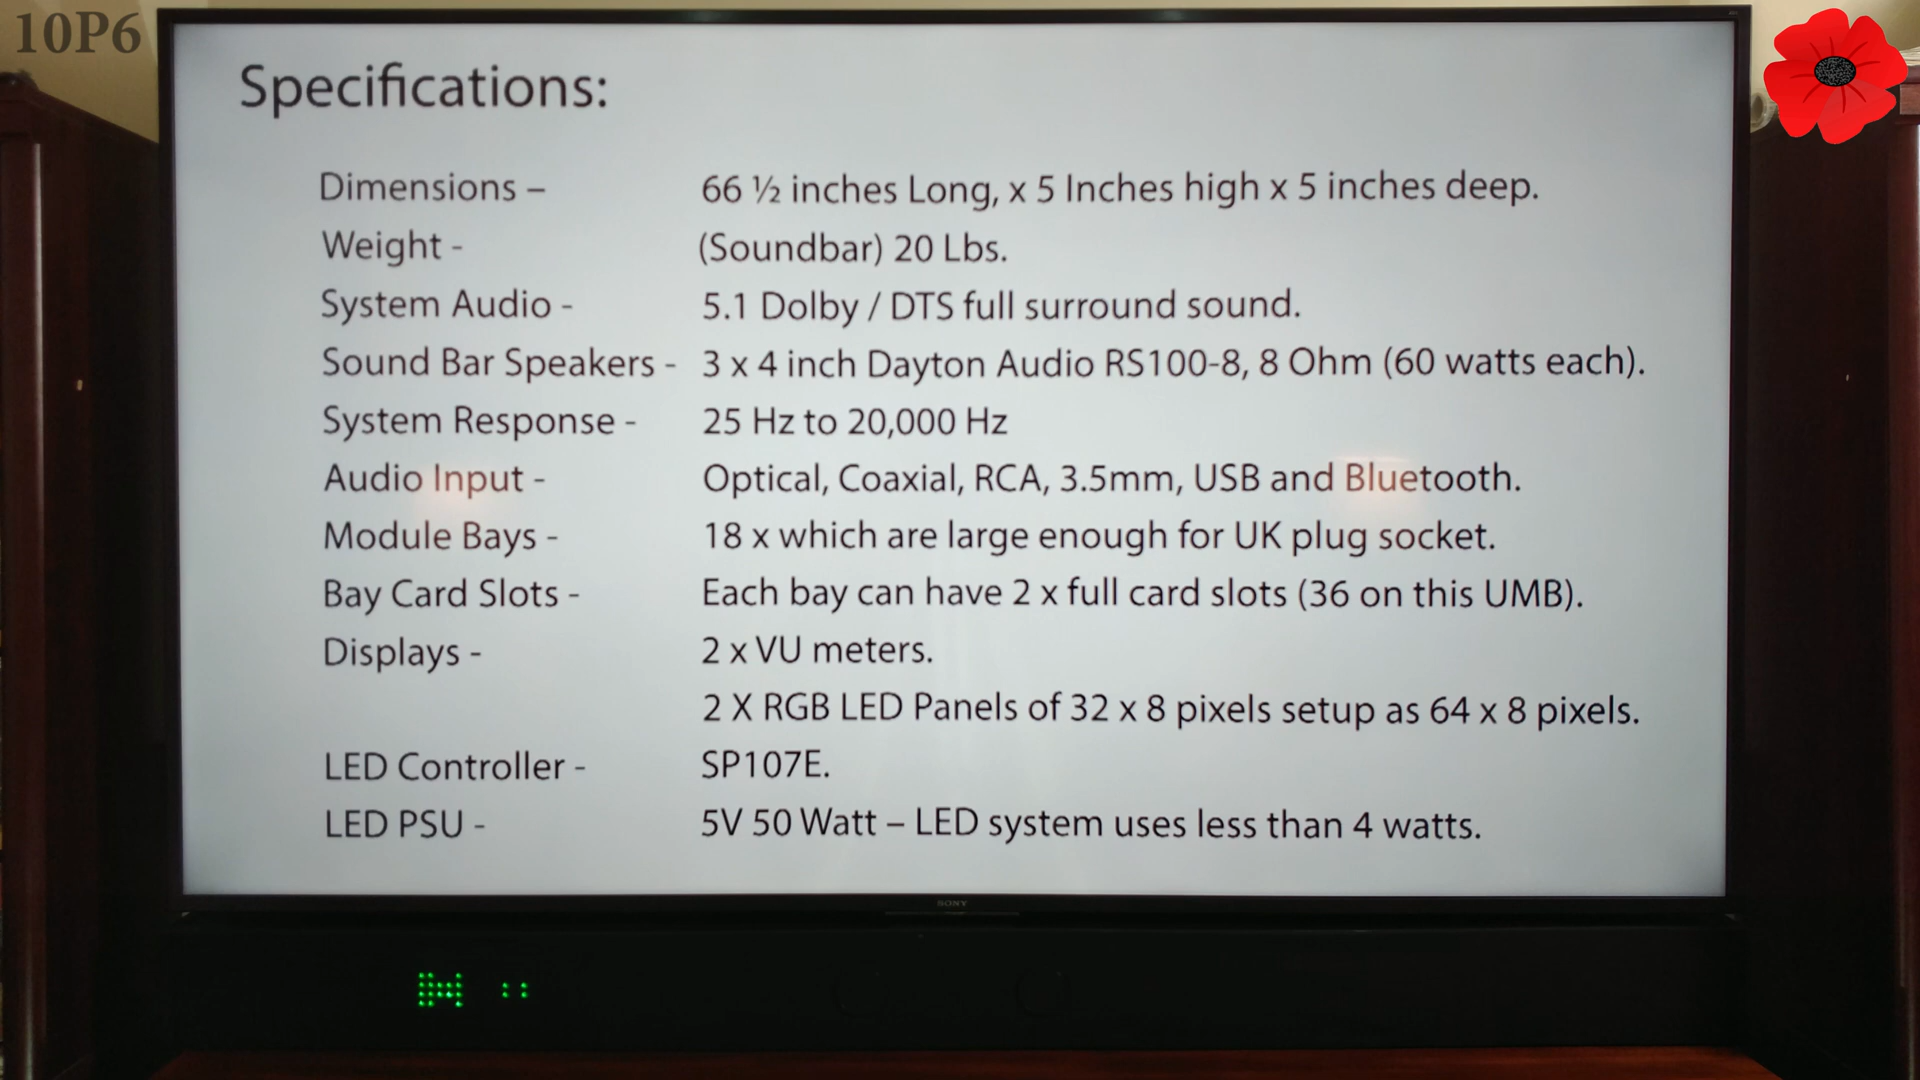 10P6
Specifications:
Dimensions – 66 ½ inches Long, x 5 Inches high x 5 inches deep.
Weight - (Soundbar) 20 Lbs.
System Audio - 5.1 Dolby / DTS full surround sound.
Sound Bar Speakers - 3 x 4 inch Dayton Audio RS100-8, 8 Ohm (60 watts each).
System Response - 25 Hz to 20,000 Hz
Audio Input - Optical, Coaxial, RCA, 3.5mm, USB and Bluetooth.
Module Bays - 18 x which are large enough for UK plug socket.
Bay Card Slots - Each bay can have 2 x full card slots (36 on this UMB).
Displays - 2 x VU meters.
2 X RGB LED Panels of 32 x 8 pixels setup as 64 x 8 pixels.
LED Controller - SP107E.
LED PSU - 5V 50 Watt – LED system uses less than 4 watts.
SONY